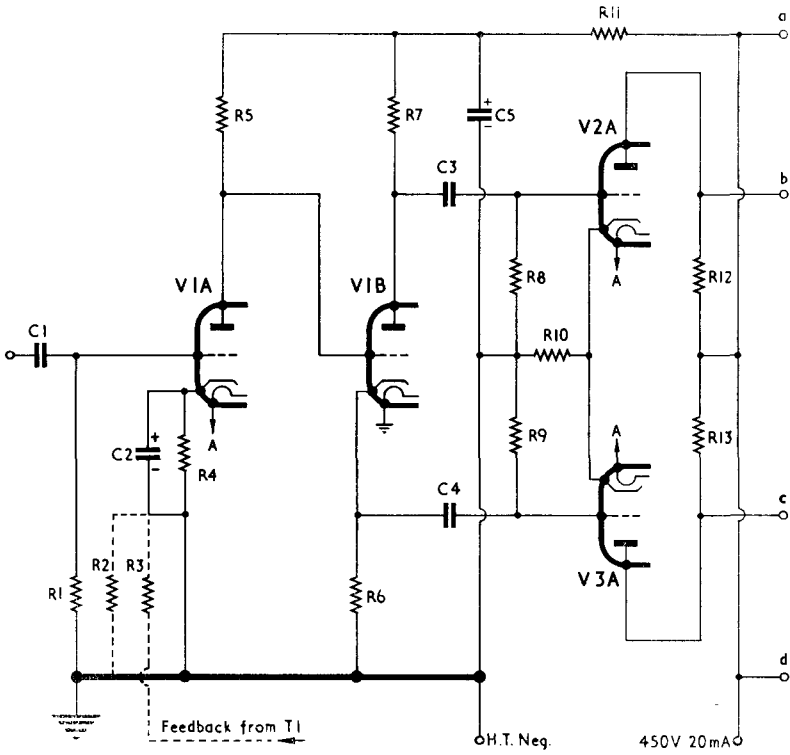 R11
a
R5
R7
C5
+
−
V2A
C3
b
V1A
V1B
R8
A
R12
C1
R10
A
C2
+
−
R4
R9
A
R13
C4
c
R2
R3
V3A
R1
R6
d
Feedback from T1
H.T. Neg.
450V 20mA